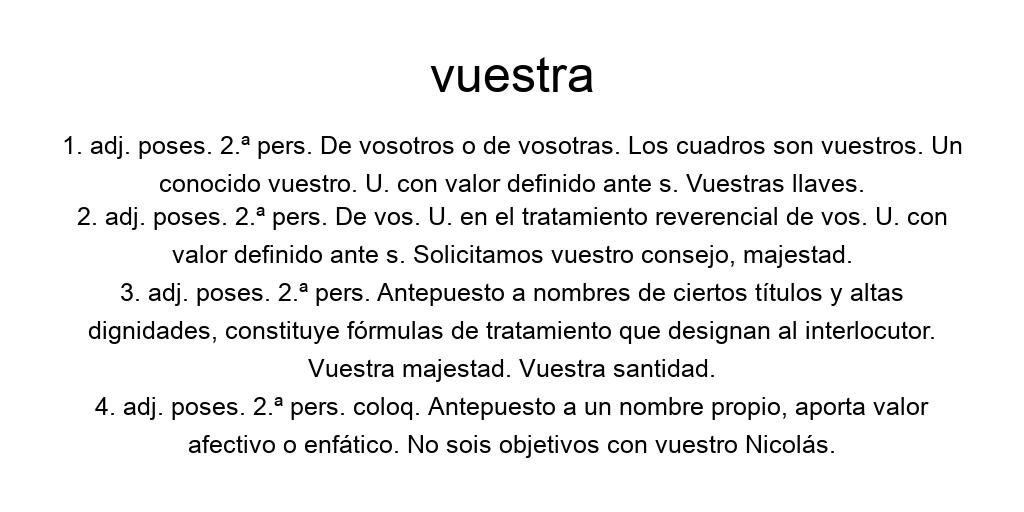 vuestra
1. adj. poses. 2.ª pers. De vosotros o de vosotras. Los cuadros son vuestros. Un
conocido vuestro. U. con valor definido ante s. Vuestras llaves.
2. adj. poses. 2.ª pers. De vos. U. en el tratamiento reverencial de vos. U. con
valor definido ante s. Solicitamos vuestro consejo, majestad.
3. adj. poses. 2.ª pers. Antepuesto a nombres de ciertos títulos y altas
dignidades, constituye fórmulas de tratamiento que designan al interlocutor.
Vuestra majestad. Vuestra santidad.
4. adj. poses. 2.ª pers. coloq. Antepuesto a un nombre propio, aporta valor
afectivo o enfático. No sois objetivos con vuestro Nicolás.